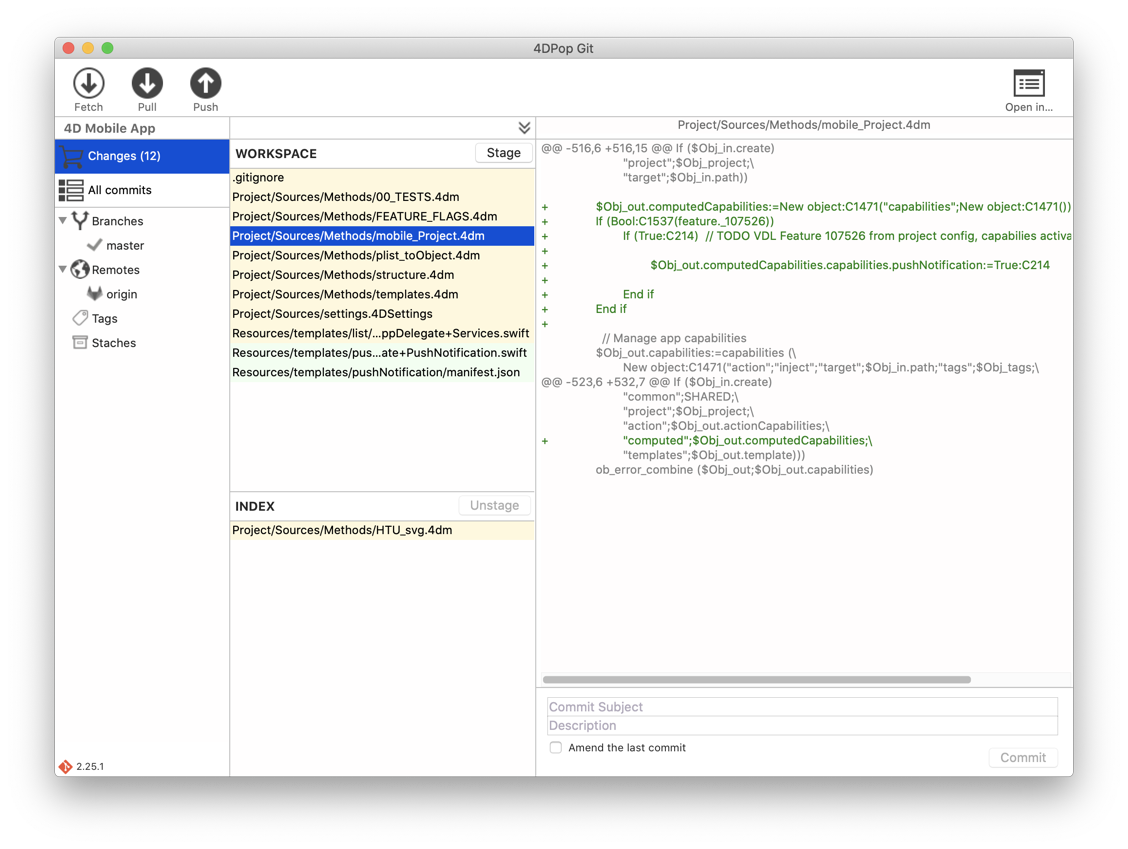 4DPop Git
Fetch
Pull
Push
Open in...
4D Mobile App
Changes (12)
All commits
Branches
master
Remotes
origin
Tags
Staches
2.25.1
WORKSPACE
Stage
.gitignore
Project/Sources/Methods/00_TESTS.4dm
Project/Sources/Methods/FEATURE_FLAGS.4dm
Project/Sources/Methods/mobile_Project.4dm
Project/Sources/Methods/plist_toObject.4dm
Project/Sources/Methods/structure.4dm
Project/Sources/Methods/templates.4dm
Project/Sources/settings.4DSettings
Resources/templates/list/...ppDelegate+Services.swift
Resources/templates/pus...ate+PushNotification.swift
Resources/templates/pushNotification/manifest.json
INDEX
Unstage
Project/Sources/Methods/HTU_svg.4dm
Project/Sources/Methods/mobile_Project.4dm
@@ -516,6 +516,15 @@ If ($Obj_in.create)
"project";$Obj_project;\
"target";$Obj_in.path))
+ $Obj_out.computedCapabilities:=New object:C1471("capabilities";New object:C1471())
+ If (Bool:C1537(feature._107526))
+ If (True:C214)  // TODO VDL Feature 107526 from project config, capabilies activa
+
+ $Obj_out.computedCapabilities.capabilities.pushNotification:=True:C214
+
+ End if
+ End if
+
// Manage app capabilities
$Obj_out.capabilities:=capabilities (\
New object:C1471("action";"inject";"target";$Obj_in.path;"tags";$Obj_tags;\
@@ -523,6 +532,7 @@ If ($Obj_in.create)
"common";SHARED;\
"project";$Obj_project;\
"action";$Obj_out.actionCapabilities;\
+ "computed";$Obj_out.computedCapabilities;\
"templates";$Obj_out.template)))
ob_error_combine ($Obj_out;$Obj_out.capabilities)
Commit Subject
Description
Amend the last commit
Commit